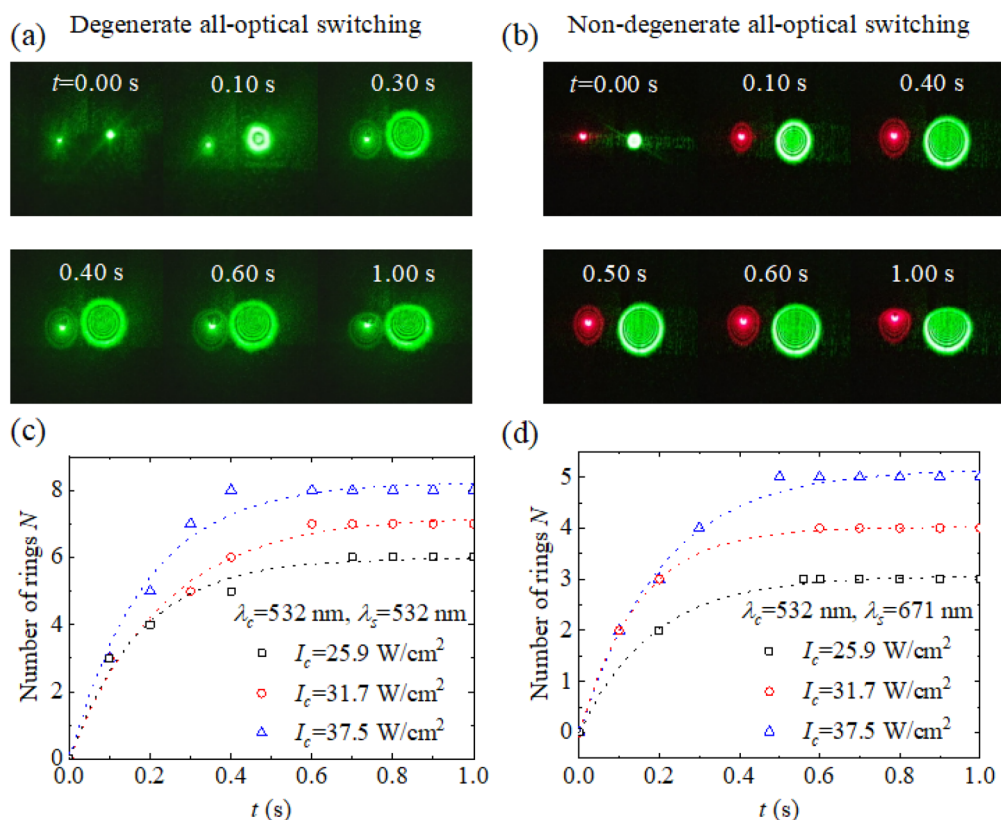 (a) Degenerate all-optical switching
t=0.00 s 0.10 s 0.30 s
0.40 s 0.60 s 1.00 s
(b) Non-degenerate all-optical switching
t=0.00 s 0.10 s 0.40 s
0.50 s 0.60 s 1.00 s
(c)
Number of rings N
8
6
4
2
0
λc=532 nm, λs=532 nm
Ic=25.9 W/cm²
Ic=31.7 W/cm²
Ic=37.5 W/cm²
0.0 0.2 0.4 0.6 0.8 1.0
t (s)
(d)
Number of rings N
5
4
3
2
1
0
λc=532 nm, λs=671 nm
Ic=25.9 W/cm²
Ic=31.7 W/cm²
Ic=37.5 W/cm²
0.0 0.2 0.4 0.6 0.8 1.0
t (s)